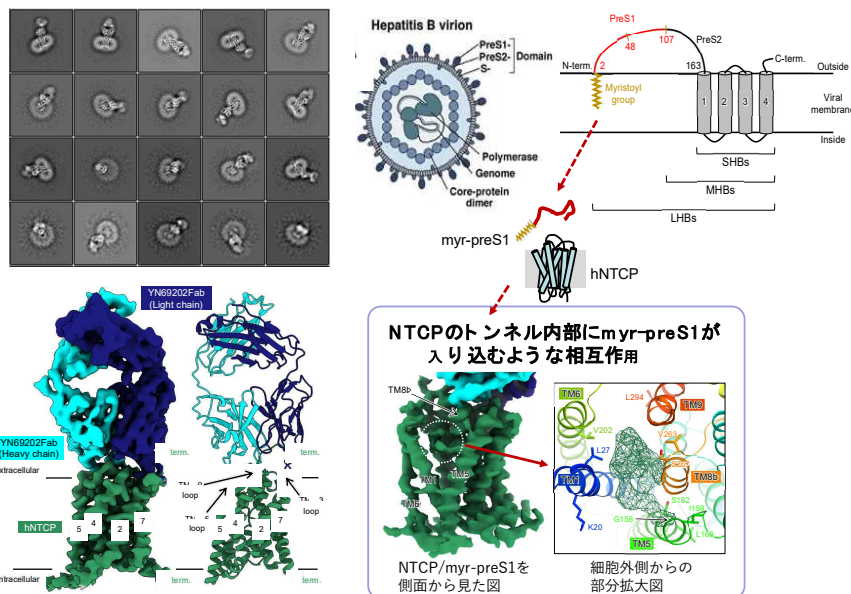 Hepatitis B virion
PreS1-
PreS2-
S-
Domain
Polymerase
Genome
Core-protein
dimer
PreS1
48
107
PreS2
N-term.
2
163
C-term.
Outside
Myristoyl
group
1
2
3
4
Viral
membrane
Inside
SHBs
MHBs
LHBs
myr-preS1
hNTCP
YN69202Fab
(Light chain)
YN69202Fab
(Heavy chain)
term.
term.
loop
loop
hNTCP
5
4
2
7
5
4
2
7
term.
term.
NTCPのトンネル内部にmyr-preS1が
入り込むような相互作用
TM8b
TM1
TM5
TM6
NTCP/myr-preS1を
側面から見た図
TM6
L294
TM9
V202
V263
L27
TM1
TM8b
S162
K20
G158
I159
TM5
細胞外側からの
部分拡大図